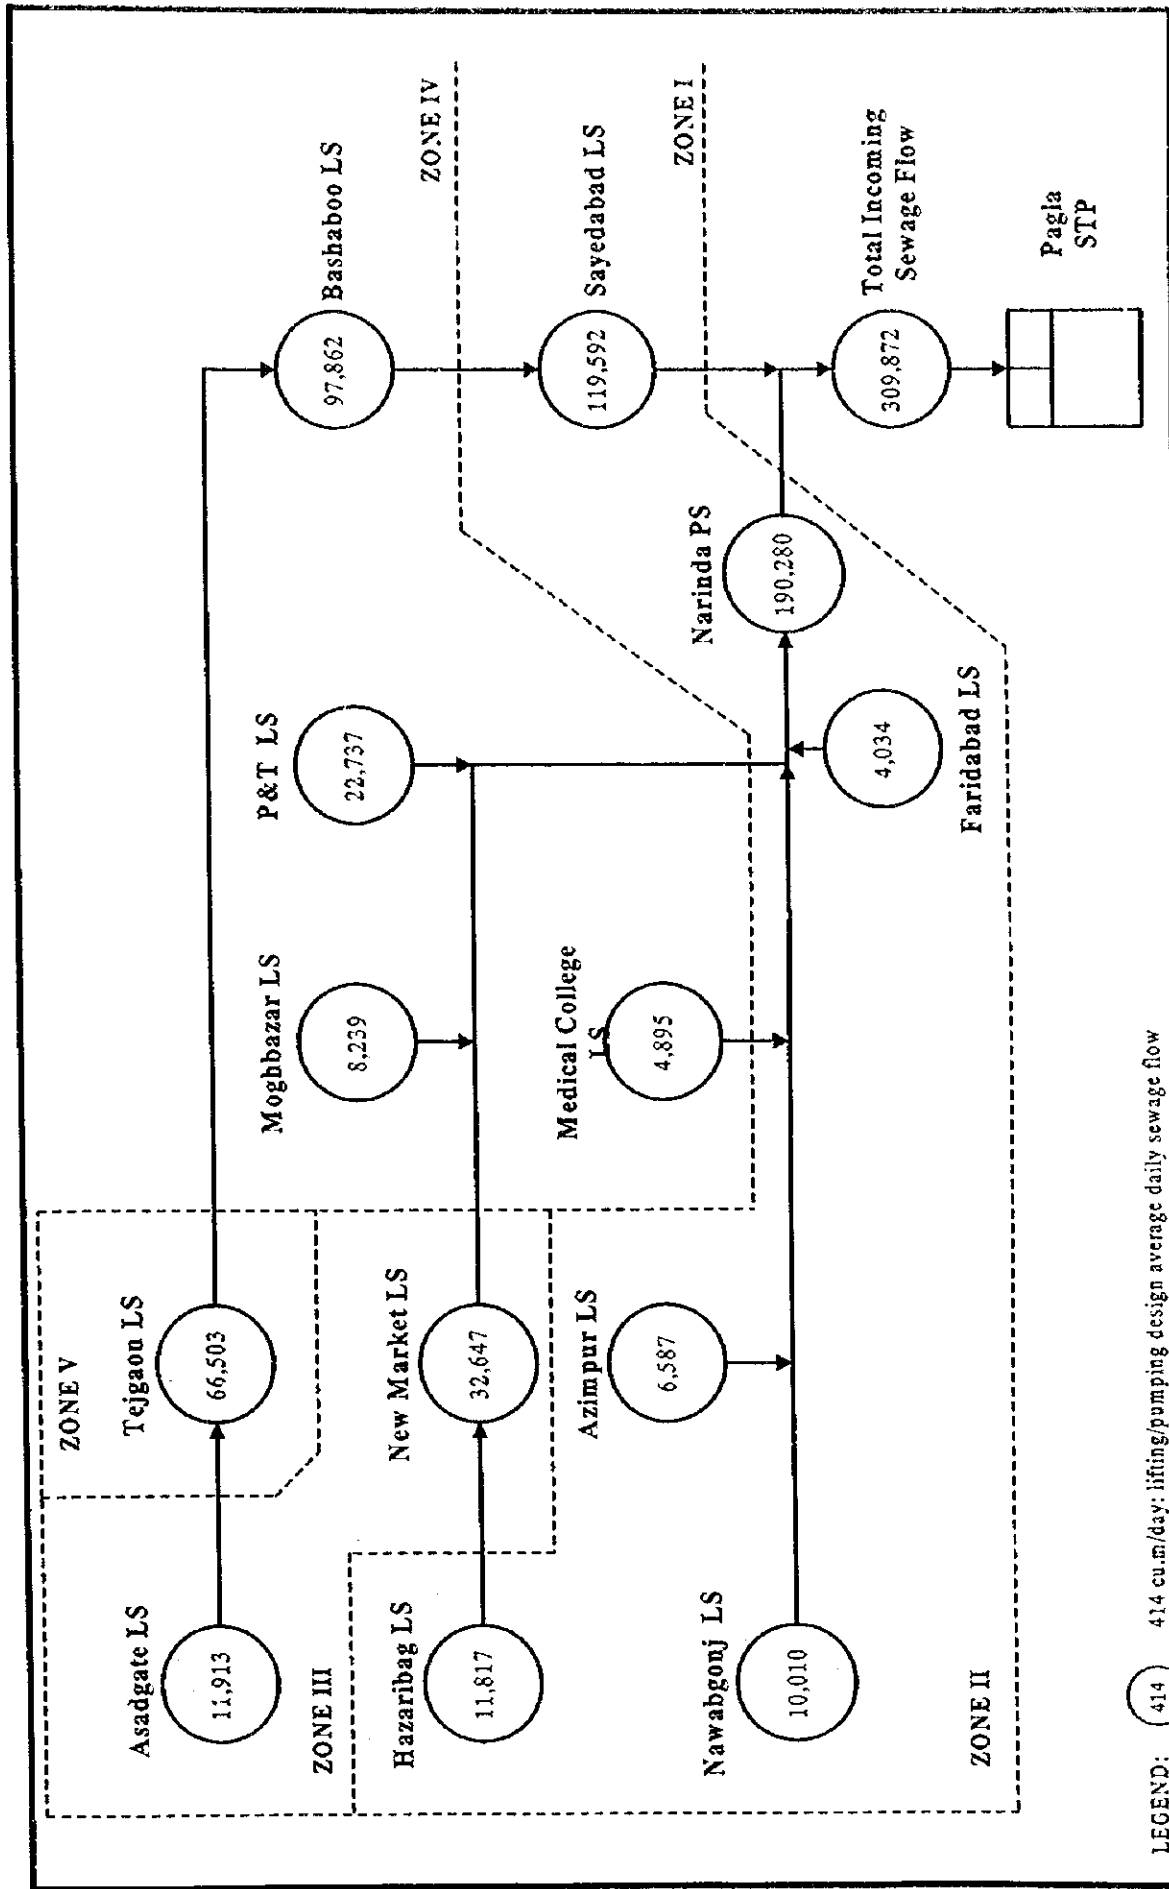 ZONE V
Asadgate LS
11,913
Tejgaon LS
66,503
Bashaboo LS
97,862
ZONE III
Moghbazar LS
8,239
P&T LS
22,737
ZONE IV
Hazaribag LS
11,817
New Market LS
32,647
Sayedabad LS
119,592
Azimpur LS
6,587
Medical College
LS
4,895
ZONE I
Nawabgonj LS
10,010
Narinda PS
190.280
Total Incoming
Sewage Flow
309,872
4,034
Faridabad LS
ZONE II
Pagla
STP
LEGEND: 414 414 cu.m/day: lifting/pumping design average daily sewage flow